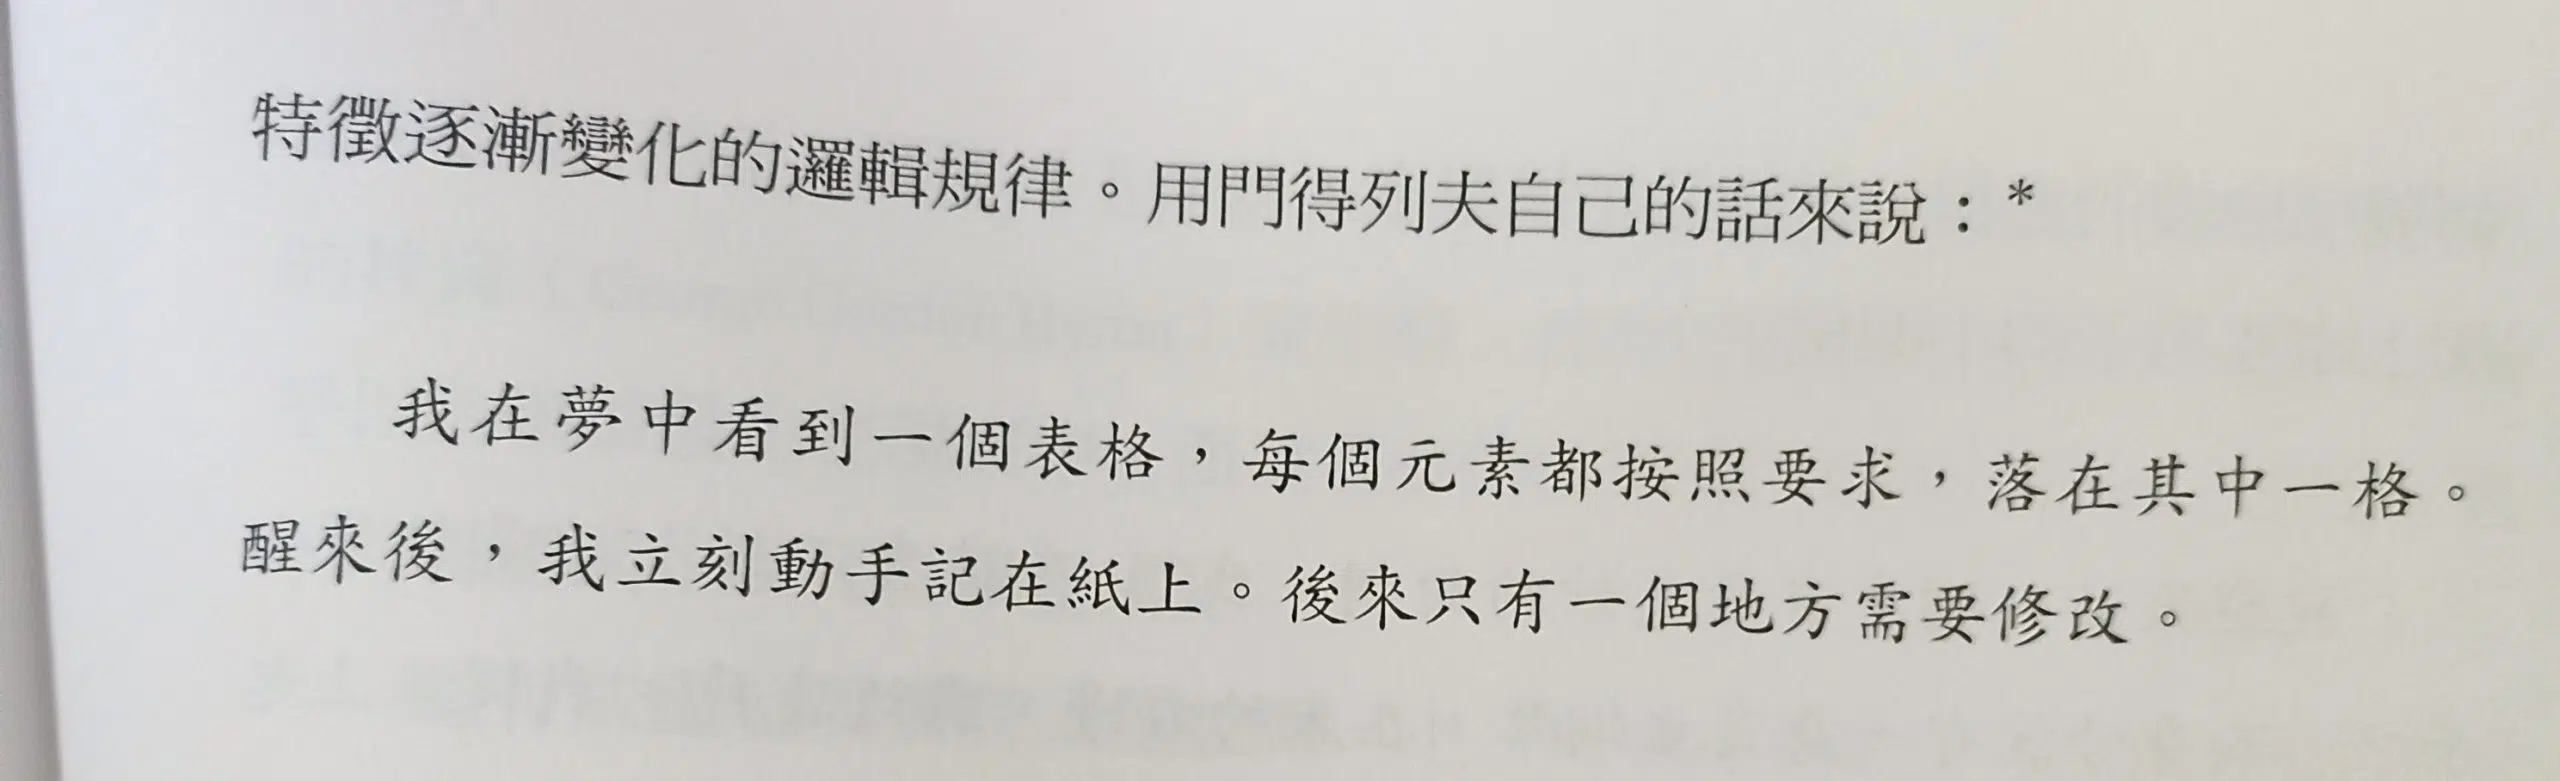 特徵逐漸變化的邏輯規律。用門得列夫自己的話來說：*
我在夢中看到一個表格，每個元素都按照要求，落在其中一格。
醒來後，我立刻動手記在紙上。後來只有一個地方需要修改。